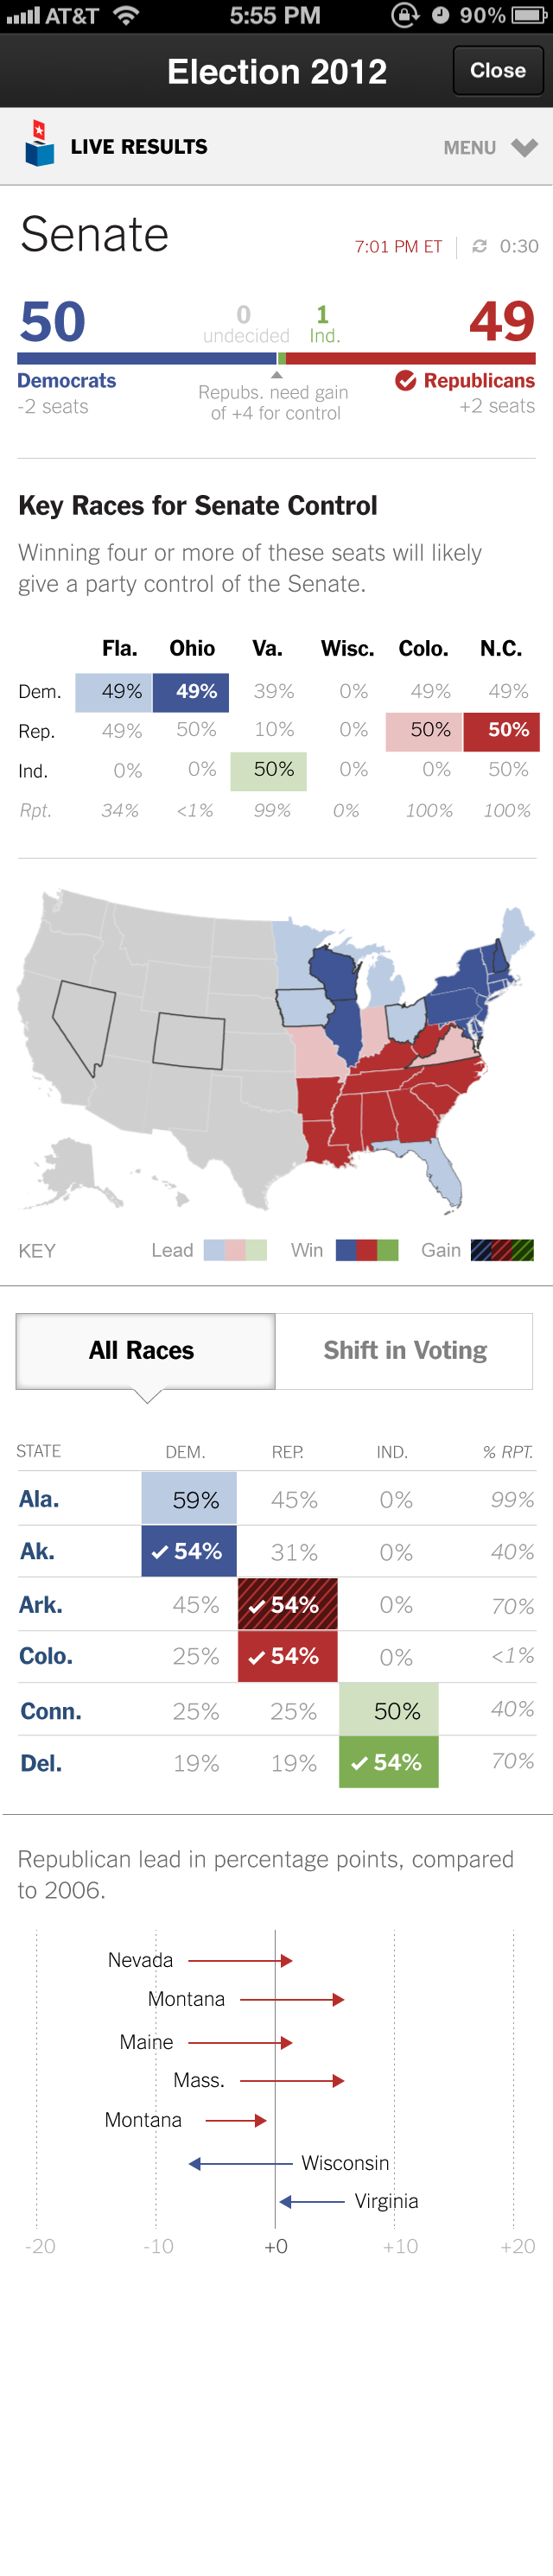 AT&T 5:55 PM 90%
Election 2012 Close
LIVE RESULTS MENU
Senate 7:01 PM ET 0:30
50 0 1 49
undecided Ind.
Democrats Repubs. need gain Republicans
-2 seats of +4 for control +2 seats
Key Races for Senate Control
Winning four or more of these seats will likely
give a party control of the Senate.
Fla. Ohio Va. Wisc. Colo. N.C.
Dem. 49% 49% 39% 0% 49% 49%
Rep. 49% 50% 10% 0% 50% 50%
Ind. 0% 0% 50% 0% 0% 50%
Rpt. 34% <1% 99% 0% 100% 100%
KEY Lead Win Gain
All Races Shift in Voting
STATE DEM. REP. IND. % RPT.
Ala. 59% 45% 0% 99%
Ak. 54% 31% 0% 40%
Ark. 45% 54% 0% 70%
Colo. 25% 54% 0% <1%
Conn. 25% 25% 50% 40%
Del. 19% 19% 54% 70%
Republican lead in percentage points, compared
to 2006.
Nevada
Montana
Maine
Mass.
Montana
Wisconsin
Virginia
-20 -10 +0 +10 +20